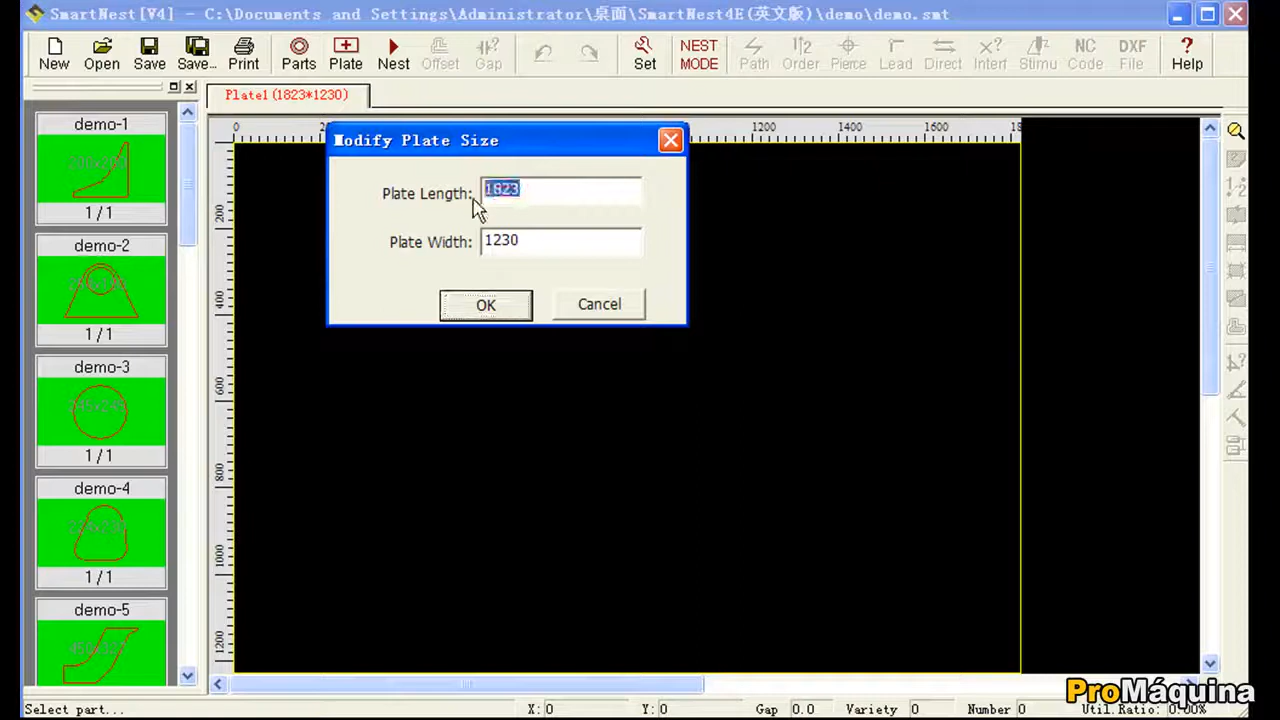 SmartNest[V4] - C:\Documents and Settings\Administrator\桌面\SmartNest4E(英文版)\demo\demo.smt
New Open Save Save... Print Parts Plate Nest Offset Gap Set NEST MODE Path Order Pierce Lead Direct Intert Stimu NC Code DXF File Help
Plate1(1823*1230)
0 1200 1400 1600
Modify Plate Size
Plate Length: 1823
Plate Width: 1230
OK Cancel
demo-1
1/1
demo-2
1/1
demo-3
245x245
1/1
demo-4
1/1
demo-5
200
400
600
800
1000
1200
ProMáquina
Select part... X:0 Y:0 Gap 0.0 Variety 0 Number 0 Util.Ratio: 0.00%